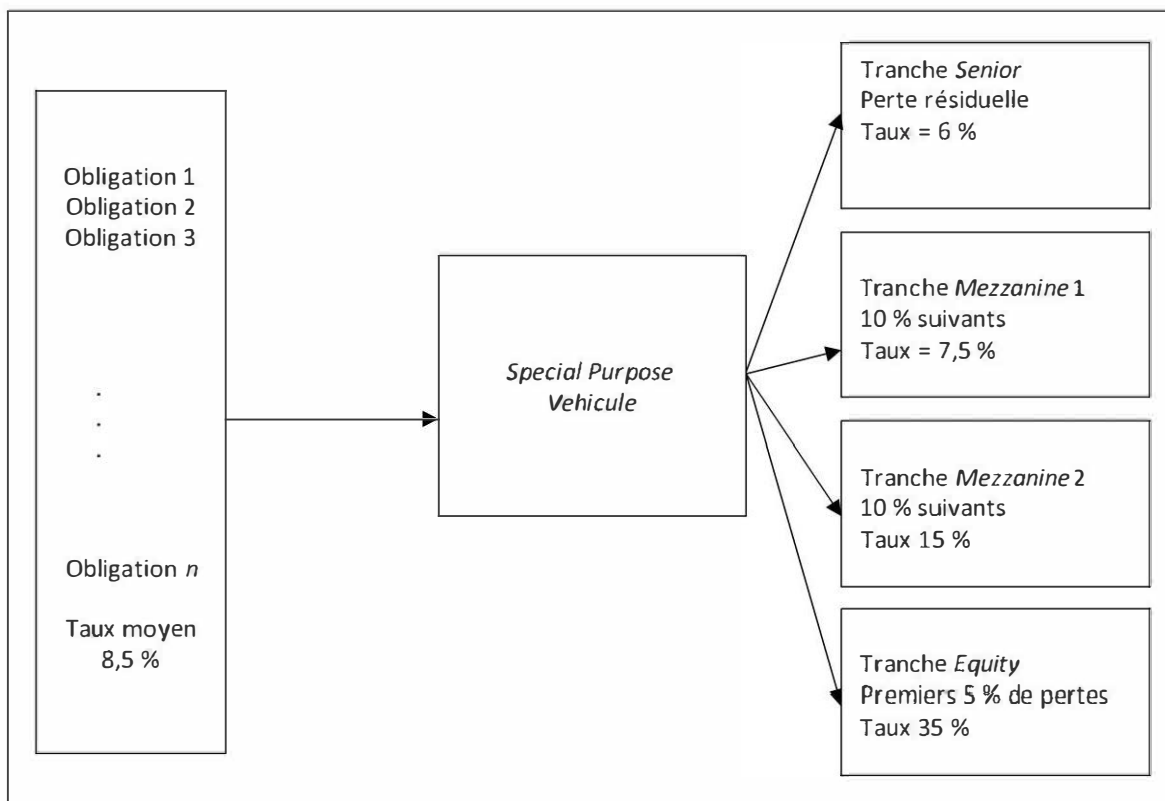 Obligation 1
Obligation 2
Obligation 3
.
.
.
Obligation n
Taux moyen
8,5 %
Special Purpose
Vehicule
Tranche Senior
Perte résiduelle
Taux = 6 %
Tranche Mezzanine 1
10 % suivants
Taux = 7,5 %
Tranche Mezzanine 2
10 % suivants
Taux 15 %
Tranche Equity
Premiers 5 % de pertes
Taux 35 %